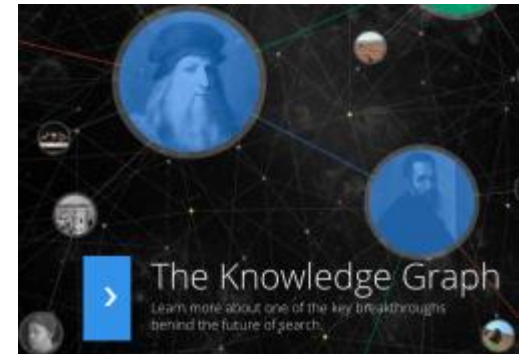 The Knowledge Graph
Learn more about one of the key breakthroughs
behind the future of search.